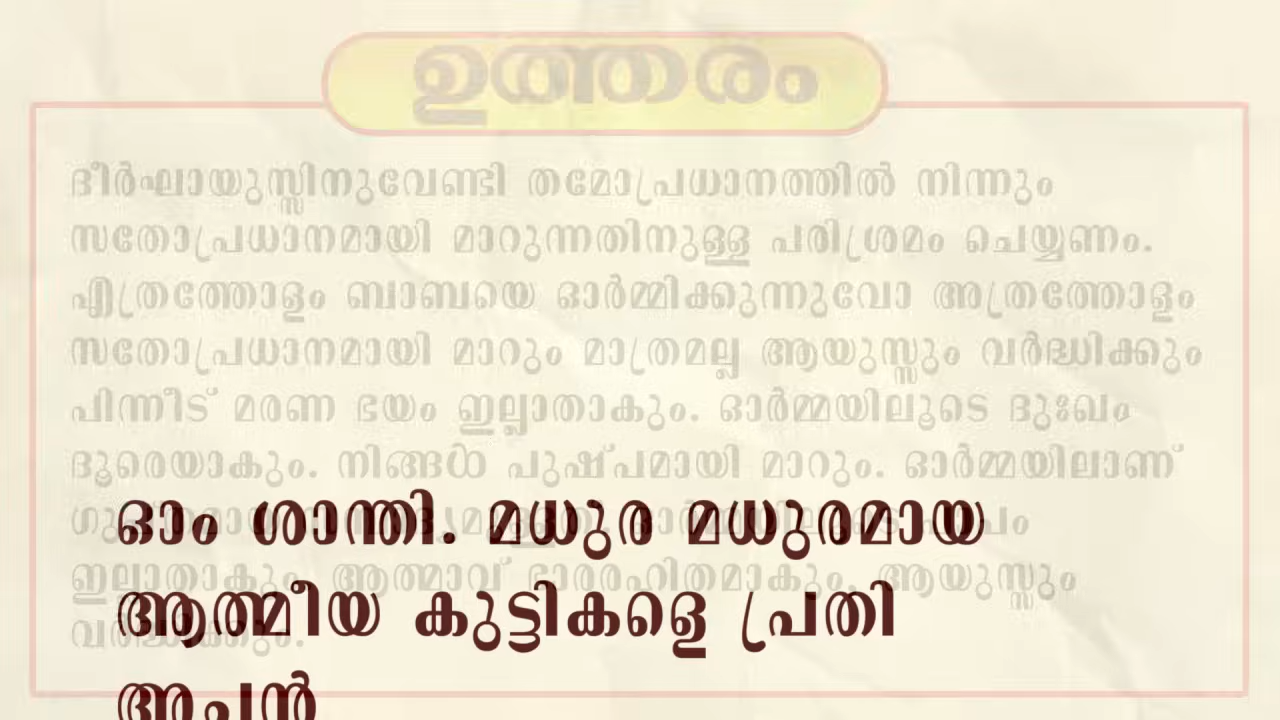 ഉത്തരം
ദീർഘായുസ്സിനുവേണ്ടി തമോപ്രധാനത്തിൽ നിന്നും
സതോപ്രധാനമായി മാറുന്നതിനുള്ള പരിശ്രമം ചെയ്യണം.
എത്രത്തോളം ബാബയെ ഓർമ്മിക്കുന്നുവോ അത്രത്തോളം
സതോപ്രധാനമായി മാറും മാത്രമല്ല ആയുസ്സും വർദ്ധിക്കും
പിന്നീട് മരണ ഭയം ഇല്ലാതാകും. ഓർമ്മയിലൂടെ ദുഃഖം
ദൂരെയാകും. നിങ്ങൾ പുഷ്പമായി മാറും. ഓർമ്മയിലാണ്
ഓം ശാന്തി. മധുര മധുരമായ
ഇല്ലാതാകും. ആത്മാവ് ഭാരരഹിതമാകും. ആയുസ്സും
ആത്മീയ കുട്ടികളെ പ്രതി
വർദ്ധിക്കും.
അച്ഛൻ